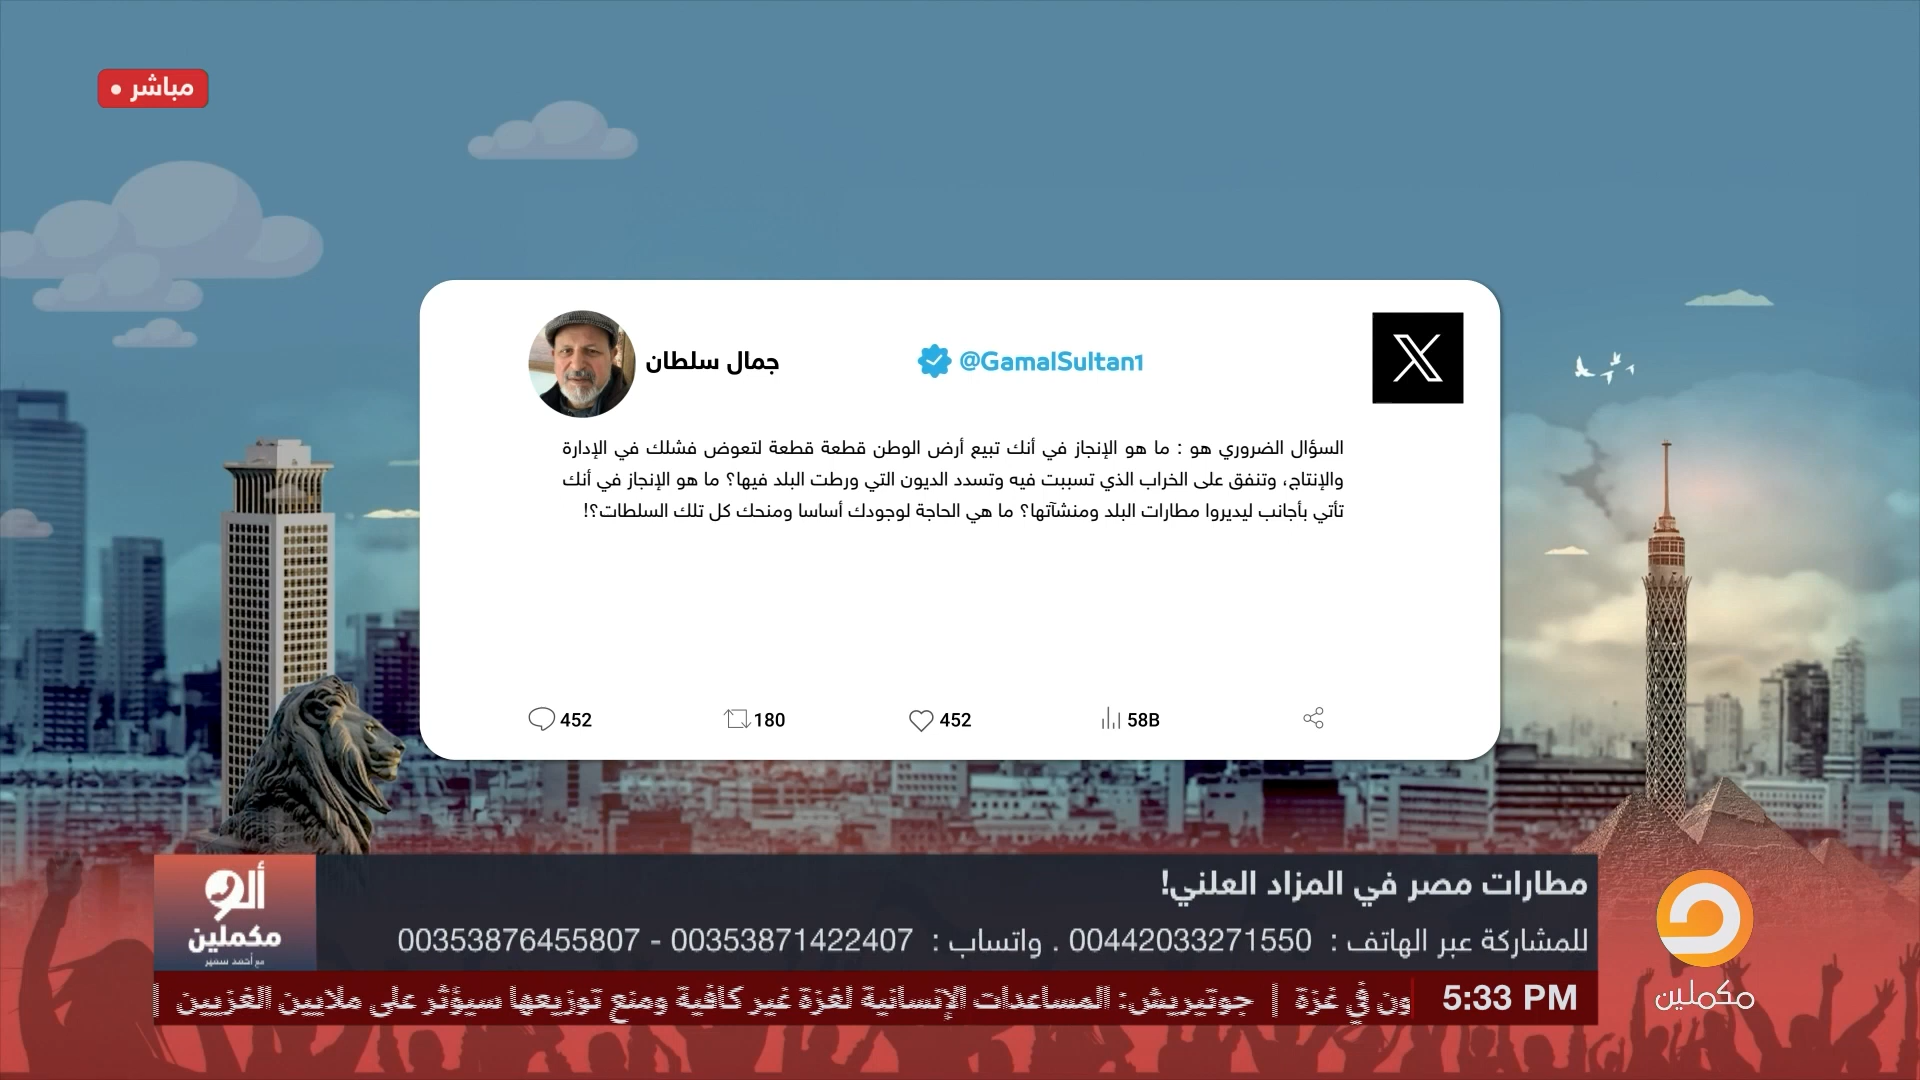 مباشر
جمال سلطان
@GamalSultan1
السؤال الضروري هو : ما هو الإنجاز في أنك تبيع أرض الوطن قطعة قطعة لتعوض فشلك في الإدارة
والإنتاج، وتنفق على الخراب الذي تسببت فيه وتسدد الديون التي ورطت البلد فيها؟ ما هو الإنجاز في أنك
تأتي بأجانب ليديروا مطارات البلد ومنشآتها؟ ما هي الحاجة لوجودك أساسا ومنحك كل تلك السلطات؟!
452
180
452
58B
مطارات مصر في المزاد العلني!
للمشاركة عبر الهاتف : 00442033271550 . واتساب : 00353871422407 - 00353876455807
ألو
مكملين
مع أحمد سمير
5:33 PM
ون في غزة | جوتيريش: المساعدات الإنسانية لغزة غير كافية ومنع توزيعها سيؤثر على ملايين الغزيين |
مكملين